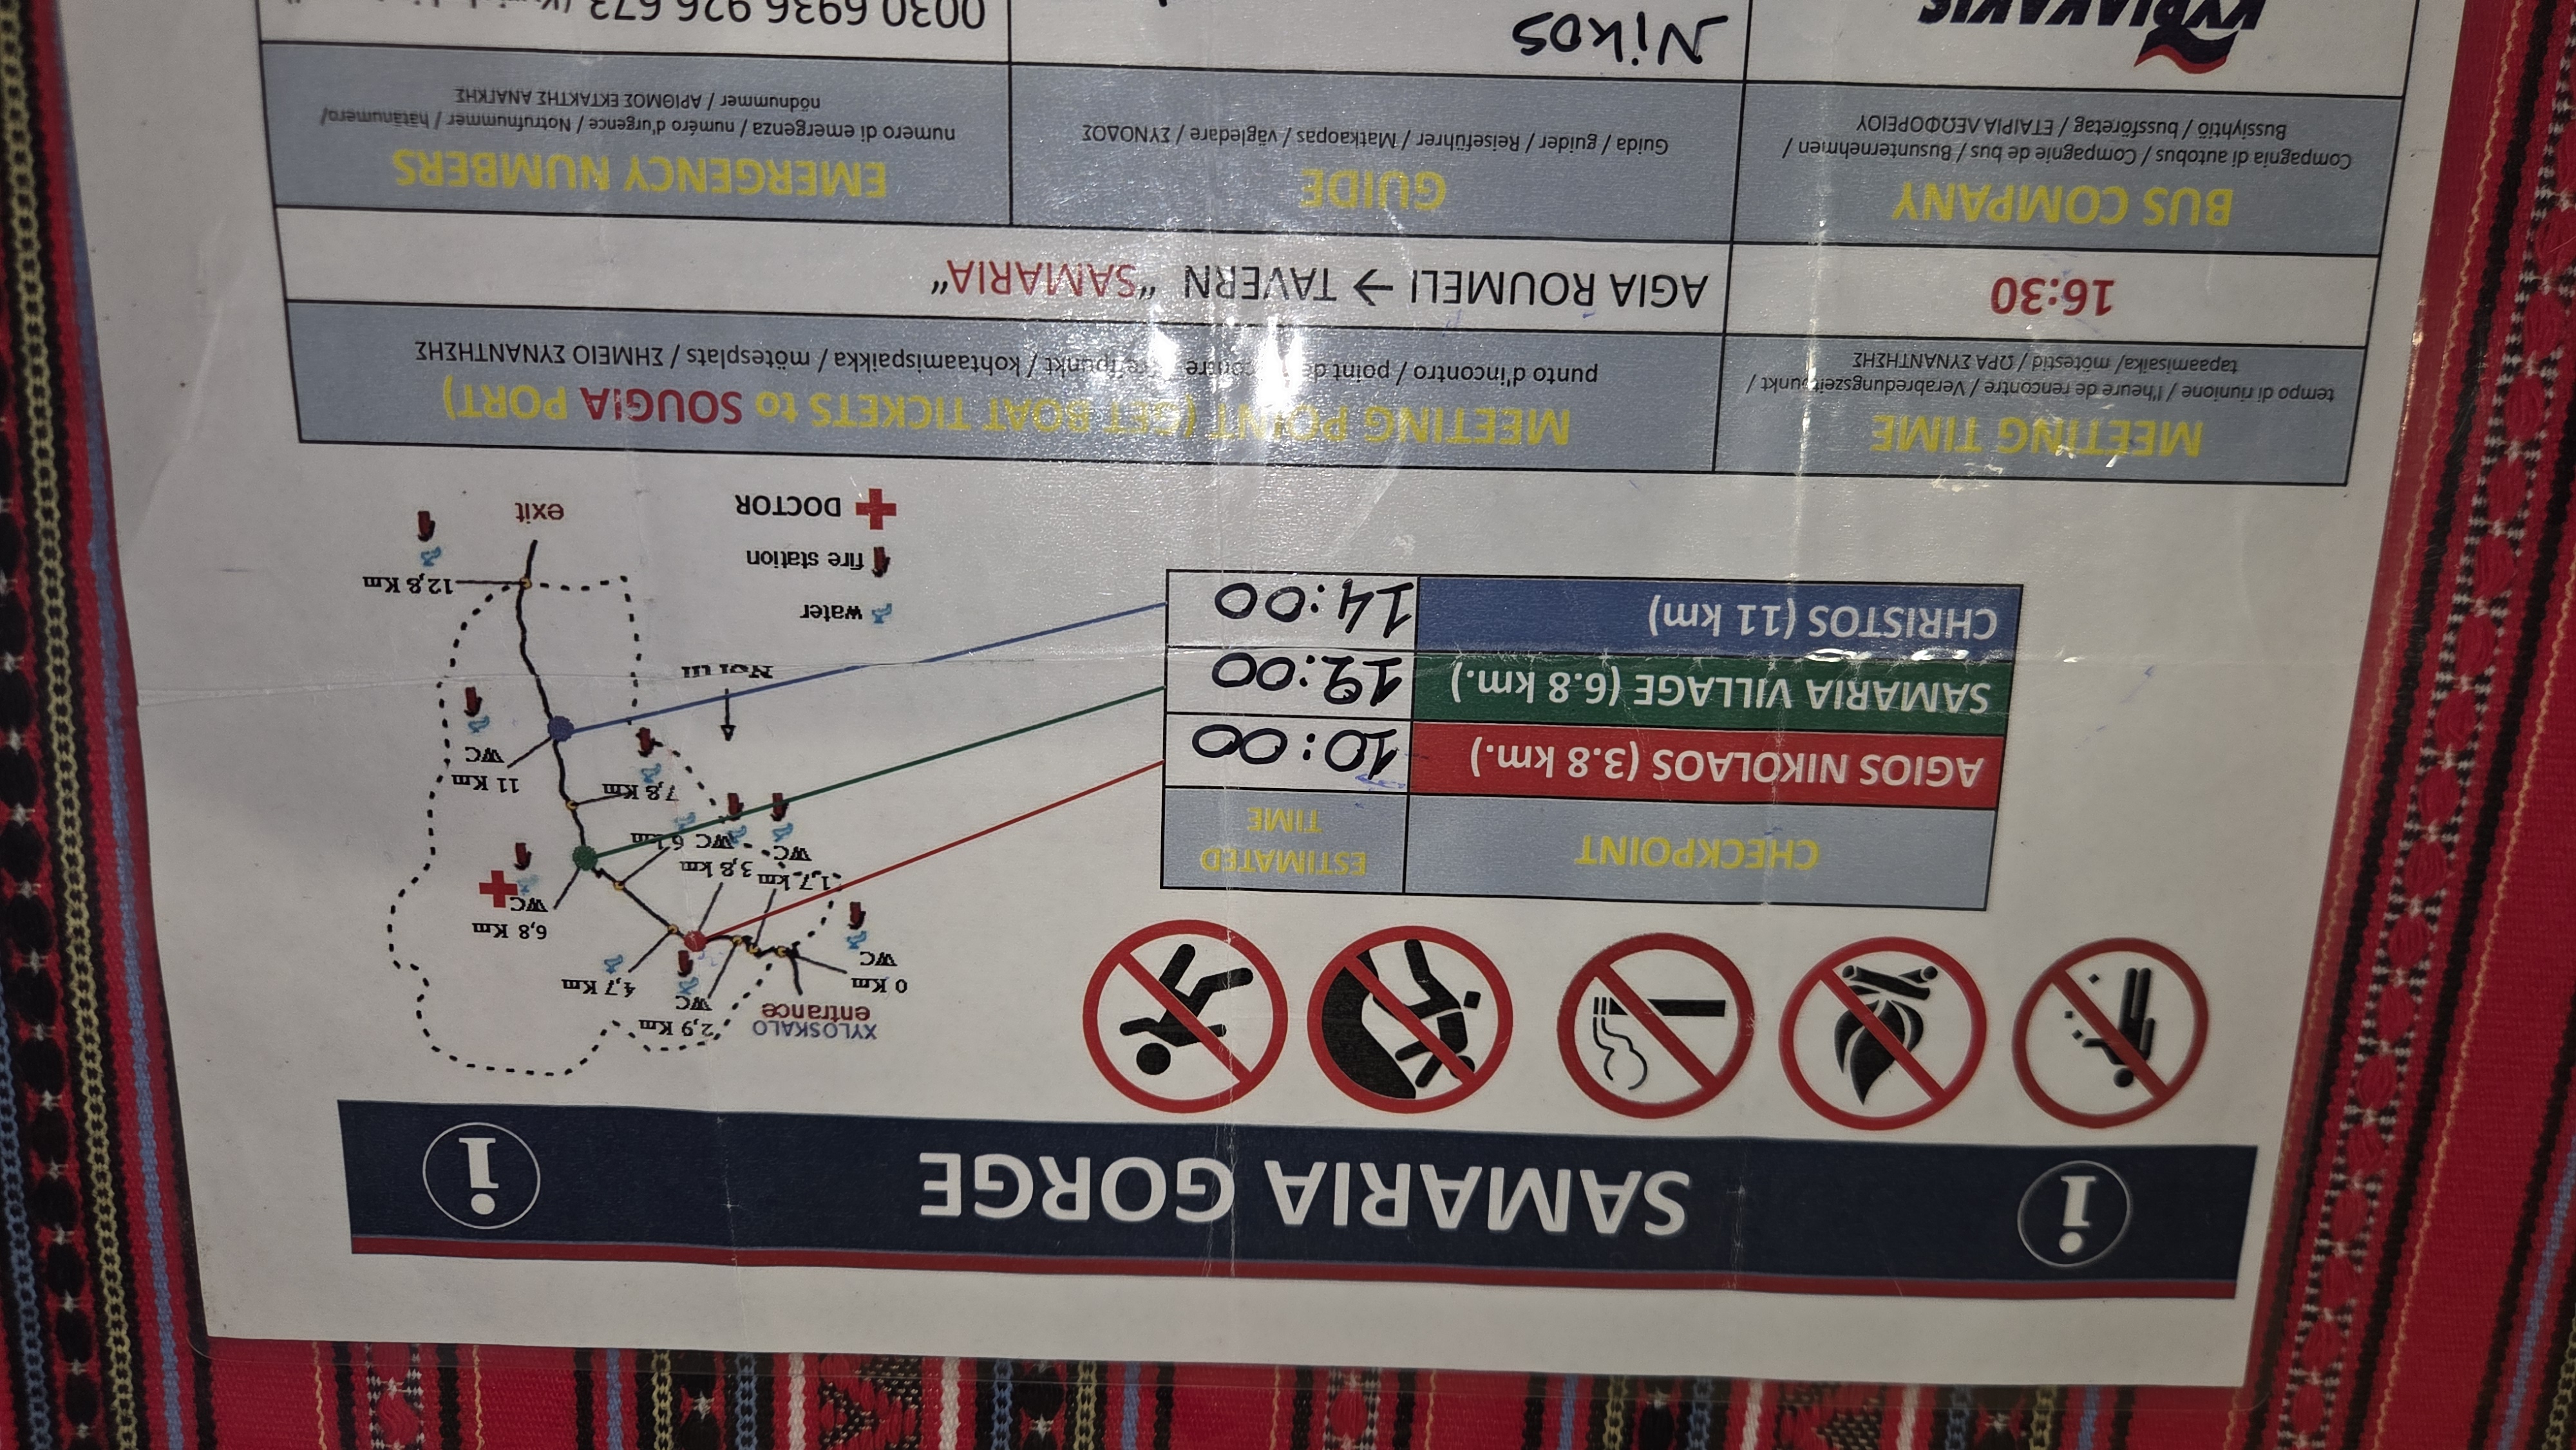 SAMARIA GORGE
CHECKPOINT
ESTIMATED
TIME
AGIOS NIKOLAOS (3.8 km.)
10:00
SAMARIA VILLAGE (6.8 km.)
12:00
CHRISTOS (11 km)
14:00
XYLOSKALO
entrance
0 Km
WC
2,9 Km
WC
1,7 km
WC
3,8 km
WC
4,7 Km
6,8 Km
WC
7,8 Km
11 Km
WC
North
12,8 Km
exit
water
fire station
DOCTOR
MEETING TIME
tempo di riunione / l'heure de rencontre / Verabredungszeitpunkt /
tapaamisaika/ mötestid / ΩΡΑ ΣΥΝΑΝΤΗΣΗΣ
MEETING POINT (GET BOAT TICKETS to SOUGIA PORT)
punto d'incontro / point de / kohtaamispaikka / mötesplats / ΣΗΜΕΙΟ ΣΥΝΑΝΤΗΣΗΣ
16:30
AGIA ROUMELI → TAVERN "SAMARIA"
BUS COMPANY
Compagnia di autobus / Compagnie de bus / Busunternehmen /
Bussiyhtiö / bussföretag / ΕΤΑΙΡΙΑ ΛΕΩΦΟΡΕΙΟΥ
GUIDE
Guida / guider / Reiseführer / Matkaopas / vägledare / ΣΥΝΟΔΟΣ
EMERGENCY NUMBERS
numero di emergenza / numéro d'urgence / Notrufnummer / hätänumero/
nödnummer / ΑΡΙΘΜΟΣ ΕΚΤΑΚΤΗΣ ΑΝΑΓΚΗΣ
KYRIAKAKIS
Nikos
0030 6936 926 673